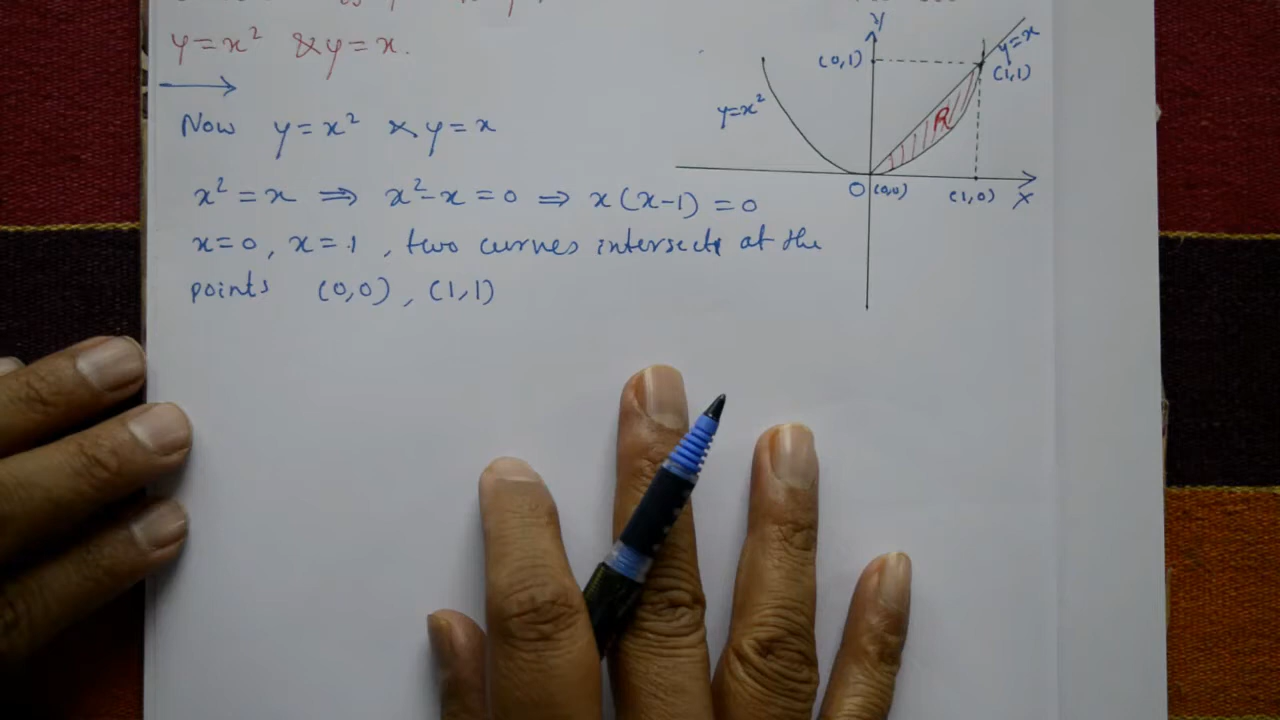 y = x² & y = x.
Now y = x² & y = x
x² = x ⇒ x² - x = 0 ⇒ x(x-1) = 0
x = 0, x = 1, two curves intersect at the
points (0,0), (1,1)
y
y = x
(0,1)
(1,1)
y = x²
R
O (0,0)
(1,0)
X